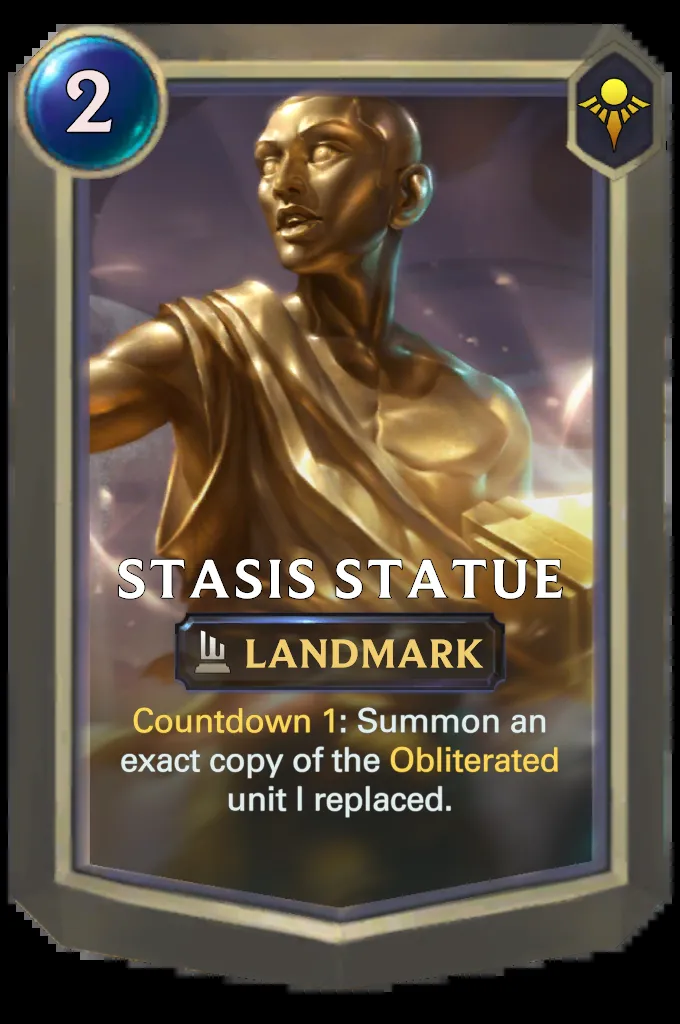 2
STASIS STATUE
LANDMARK
Countdown 1: Summon an
exact copy of the Obliterated
unit I replaced.